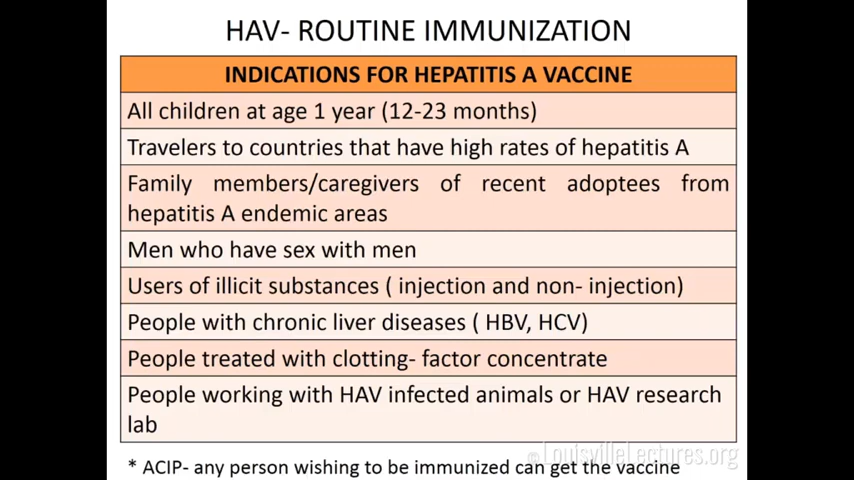 HAV- ROUTINE IMMUNIZATION
INDICATIONS FOR HEPATITIS A VACCINE
All children at age 1 year (12-23 months)
Travelers to countries that have high rates of hepatitis A
Family members/caregivers of recent adoptees from
hepatitis A endemic areas
Men who have sex with men
Users of illicit substances ( injection and non- injection)
People with chronic liver diseases ( HBV, HCV)
People treated with clotting- factor concentrate
People working with HAV infected animals or HAV research
lab
©LouisvilleLectures.org
* ACIP- any person wishing to be immunized can get the vaccine